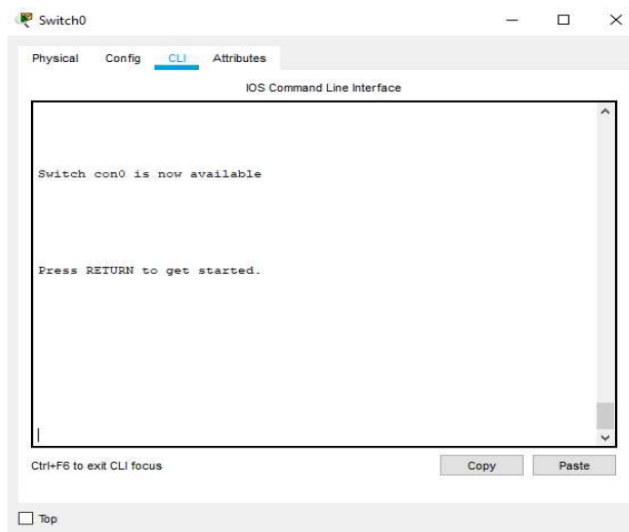 Switch0
Physical Config CLI Attributes
IOS Command Line Interface
Switch con0 is now available
Press RETURN to get started.
Ctrl+F6 to exit CLI focus
Copy Paste
Top